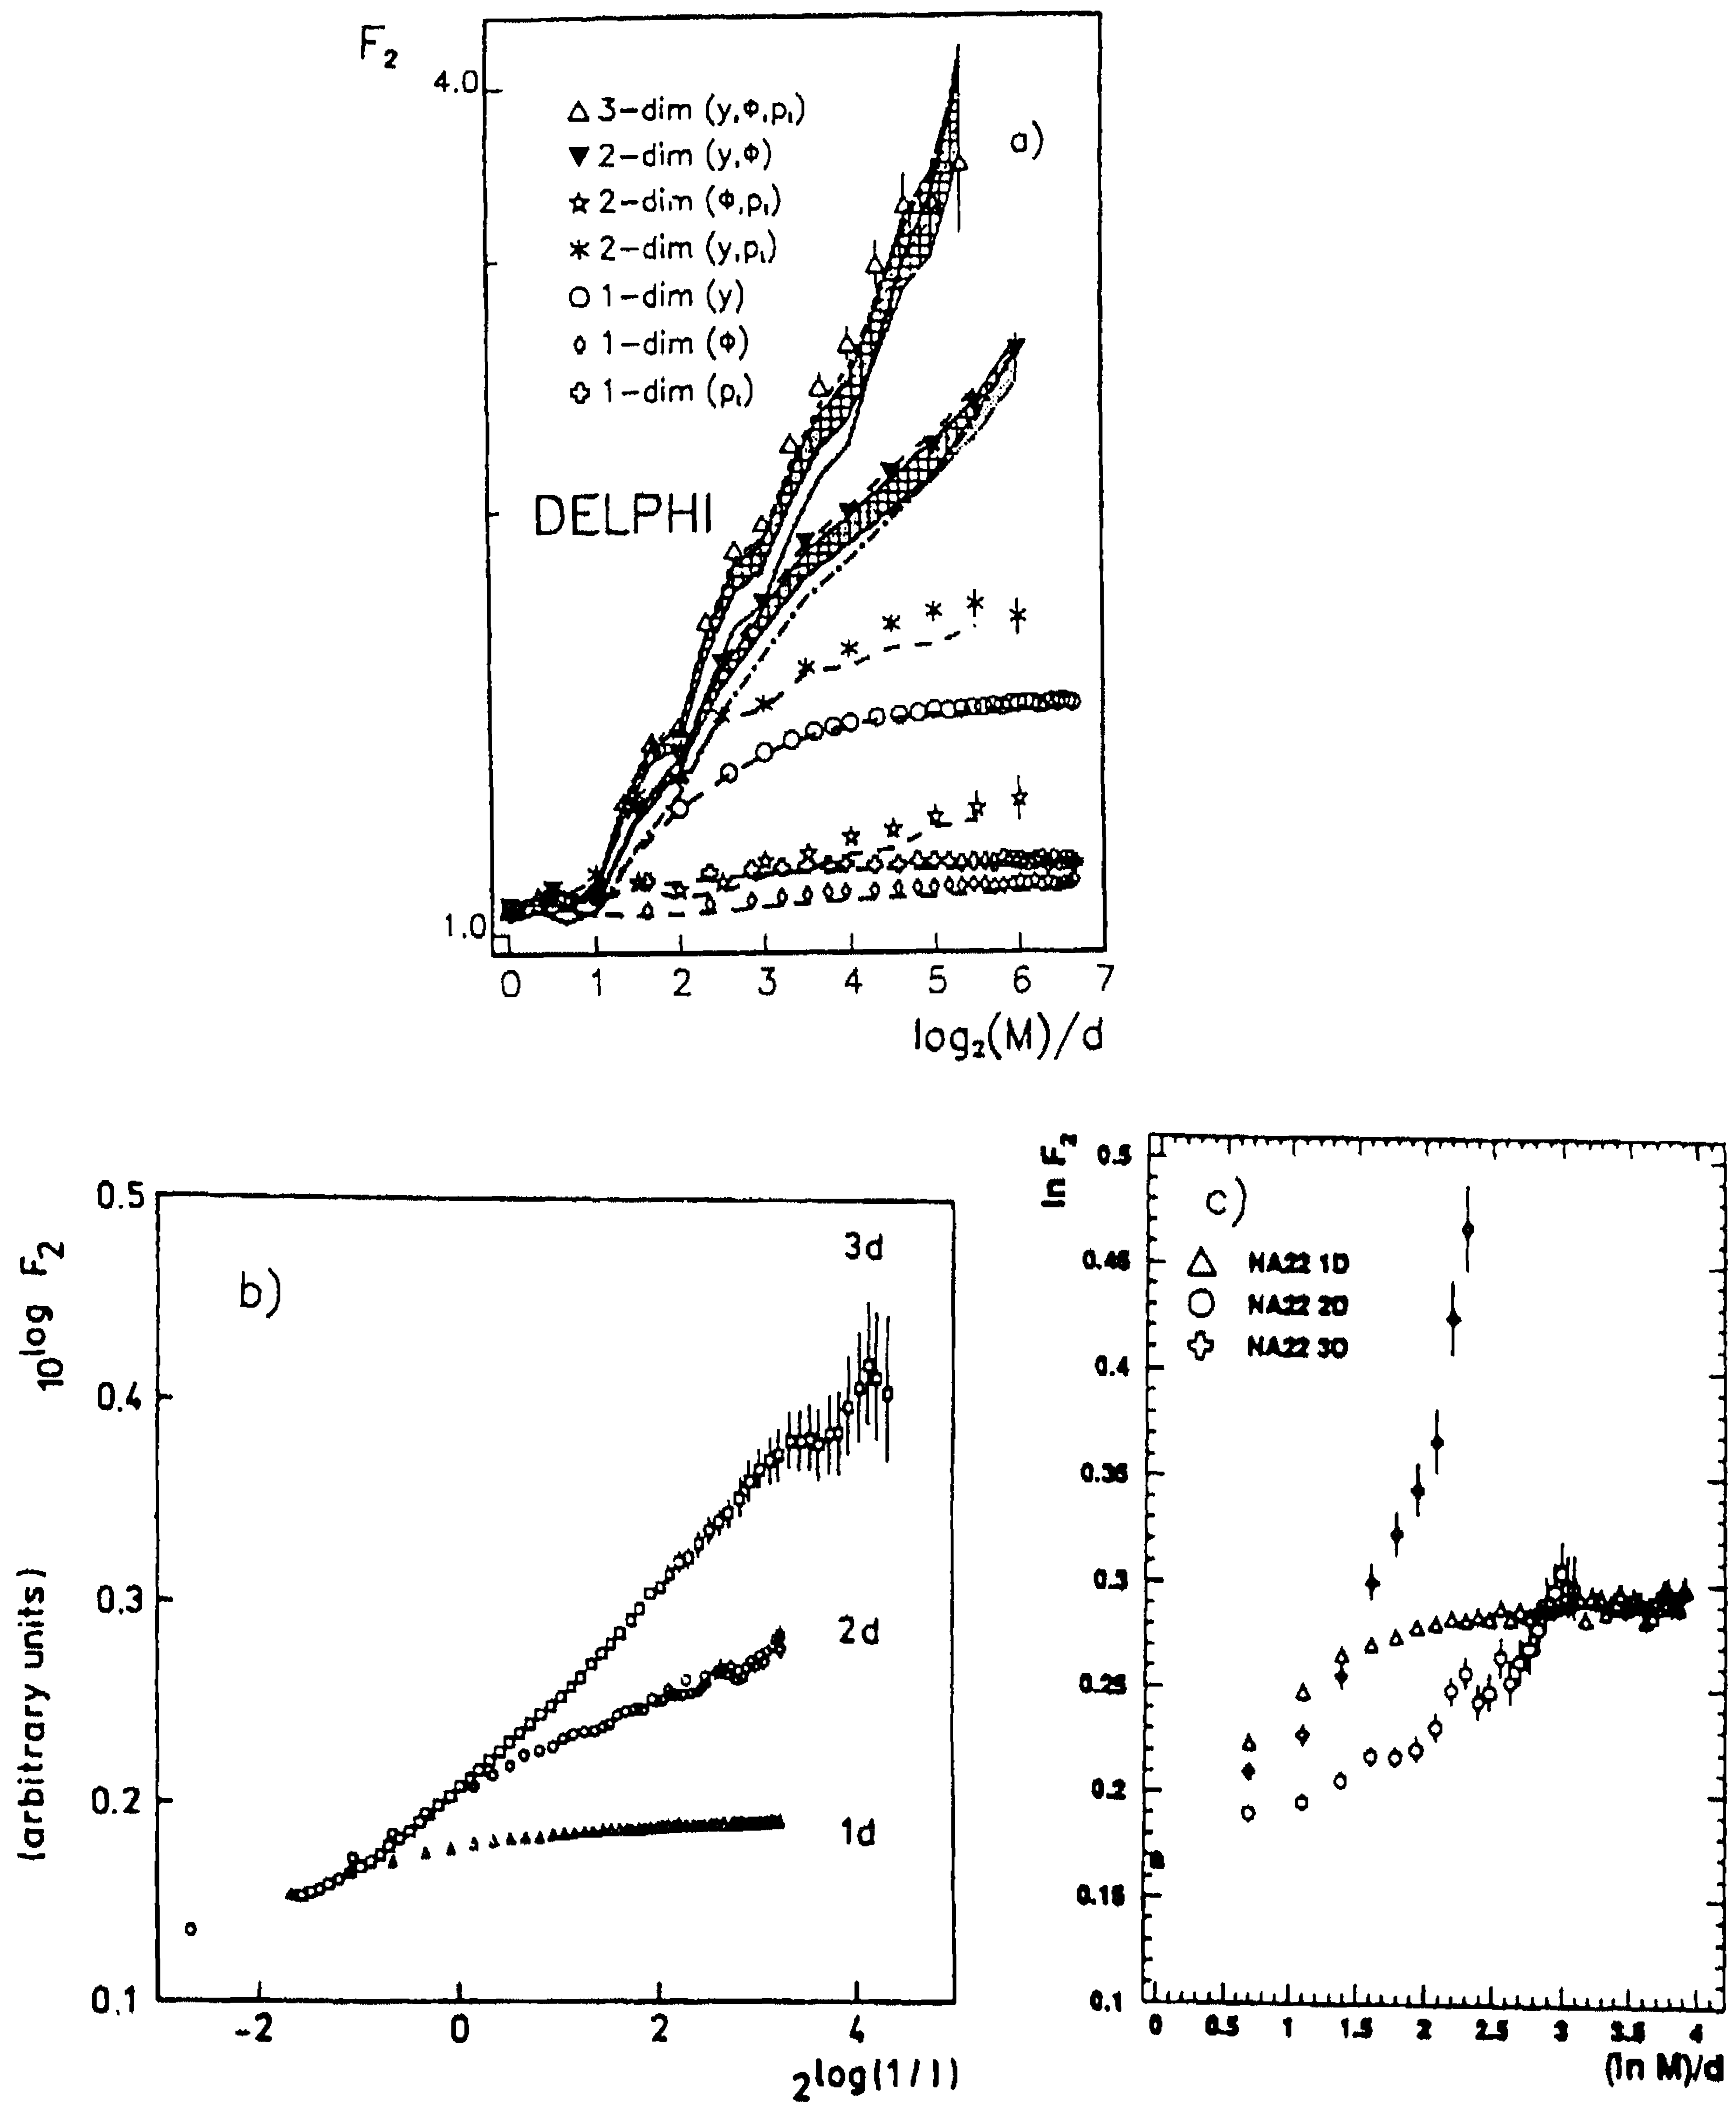 F2
4.0
3-dim (y,Φ,pt)
2-dim (y,Φ)
2-dim (Φ,pt)
2-dim (y,pt)
1-dim (y)
1-dim (Φ)
1-dim (pt)
a)
DELPHI
1.0
0 1 2 3 4 5 6 7
log2(M)/d
0.5
0.4
0.3
0.2
0.1
10log F2
(arbitrary units)
b)
3d
2d
1d
-2 0 2 4
2log(1/l)
ln F2
0.5
0.45
0.4
0.35
0.3
0.25
0.2
0.15
0.1
c)
NA22 1D
NA22 2D
NA22 3D
0 0.5 1 1.5 2 2.5 3 3.5 4
(ln M)/d